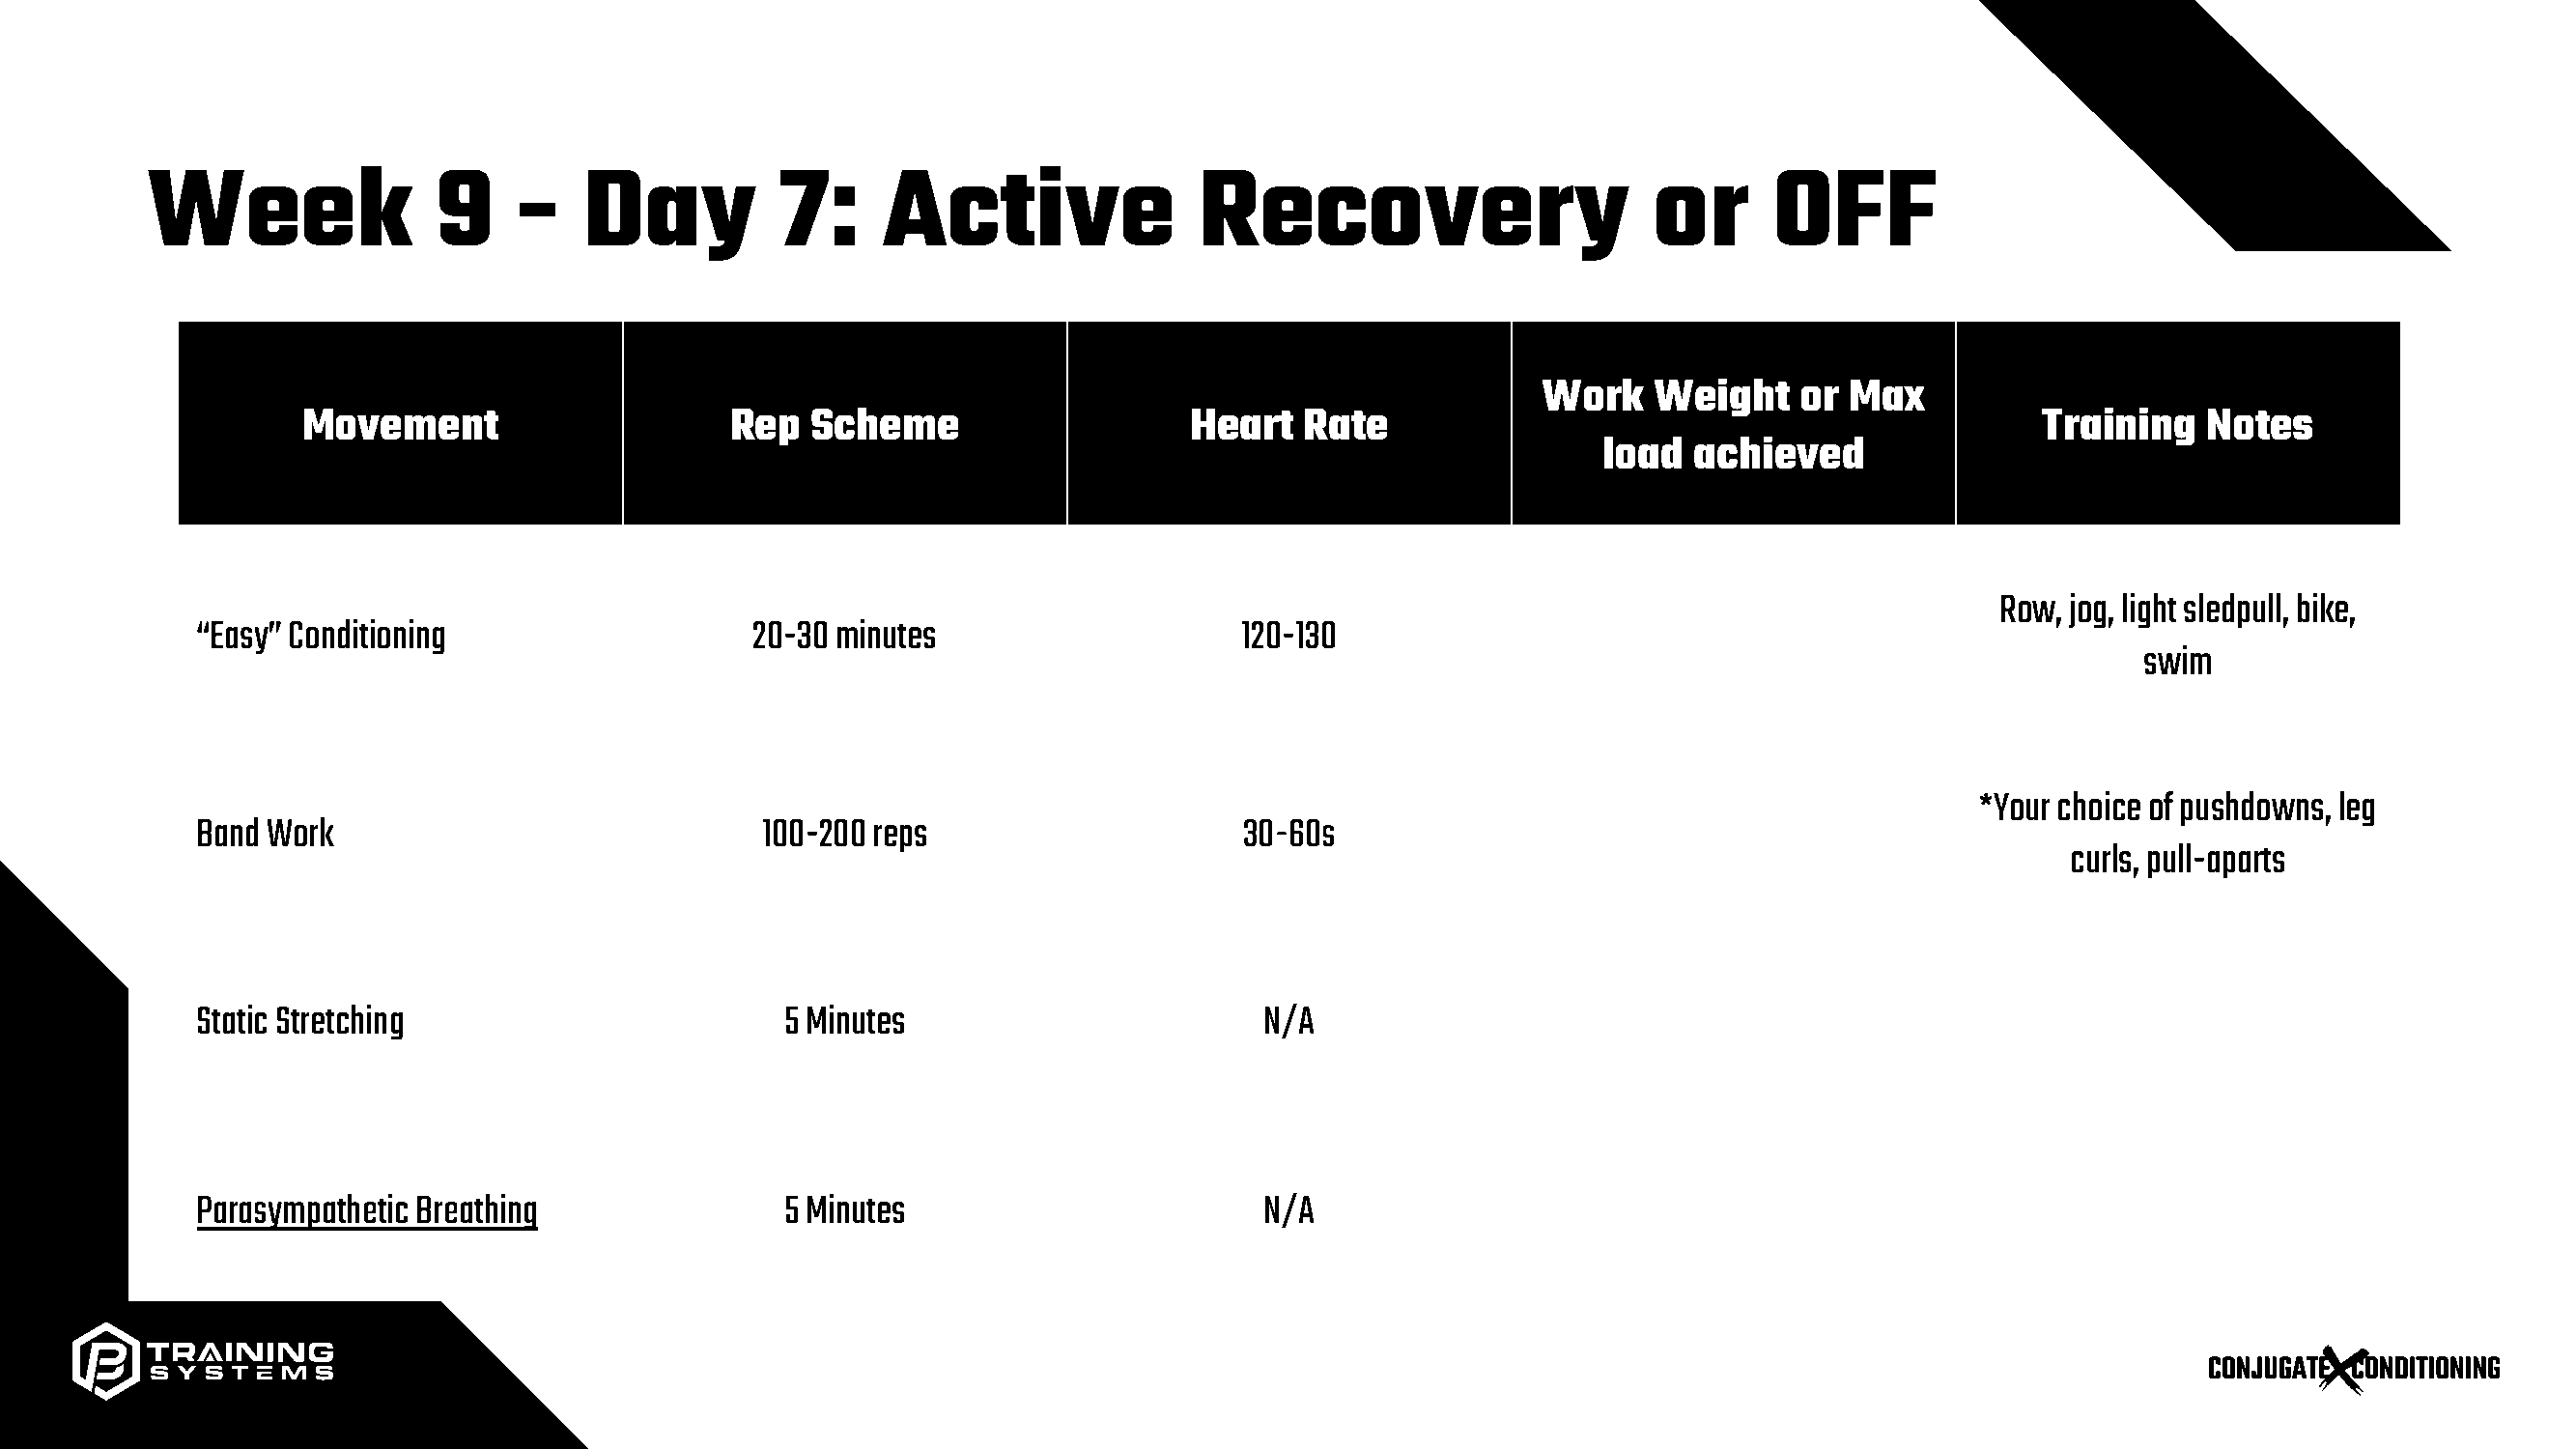 Week 9 – Day 7: Active Recovery or OFF
Movement
Rep Scheme
Heart Rate
Work Weight or Max
load achieved
Training Notes
“Easy” Conditioning
20-30 minutes
120-130
Row, jog, light sledpull, bike,
swim
Band Work
100-200 reps
30-60s
*Your choice of pushdowns, leg
curls, pull-aparts
Static Stretching
5 Minutes
N/A
Parasympathetic Breathing
5 Minutes
N/A
TRAINING
SYSTEMS
CONJUGATE X CONDITIONING